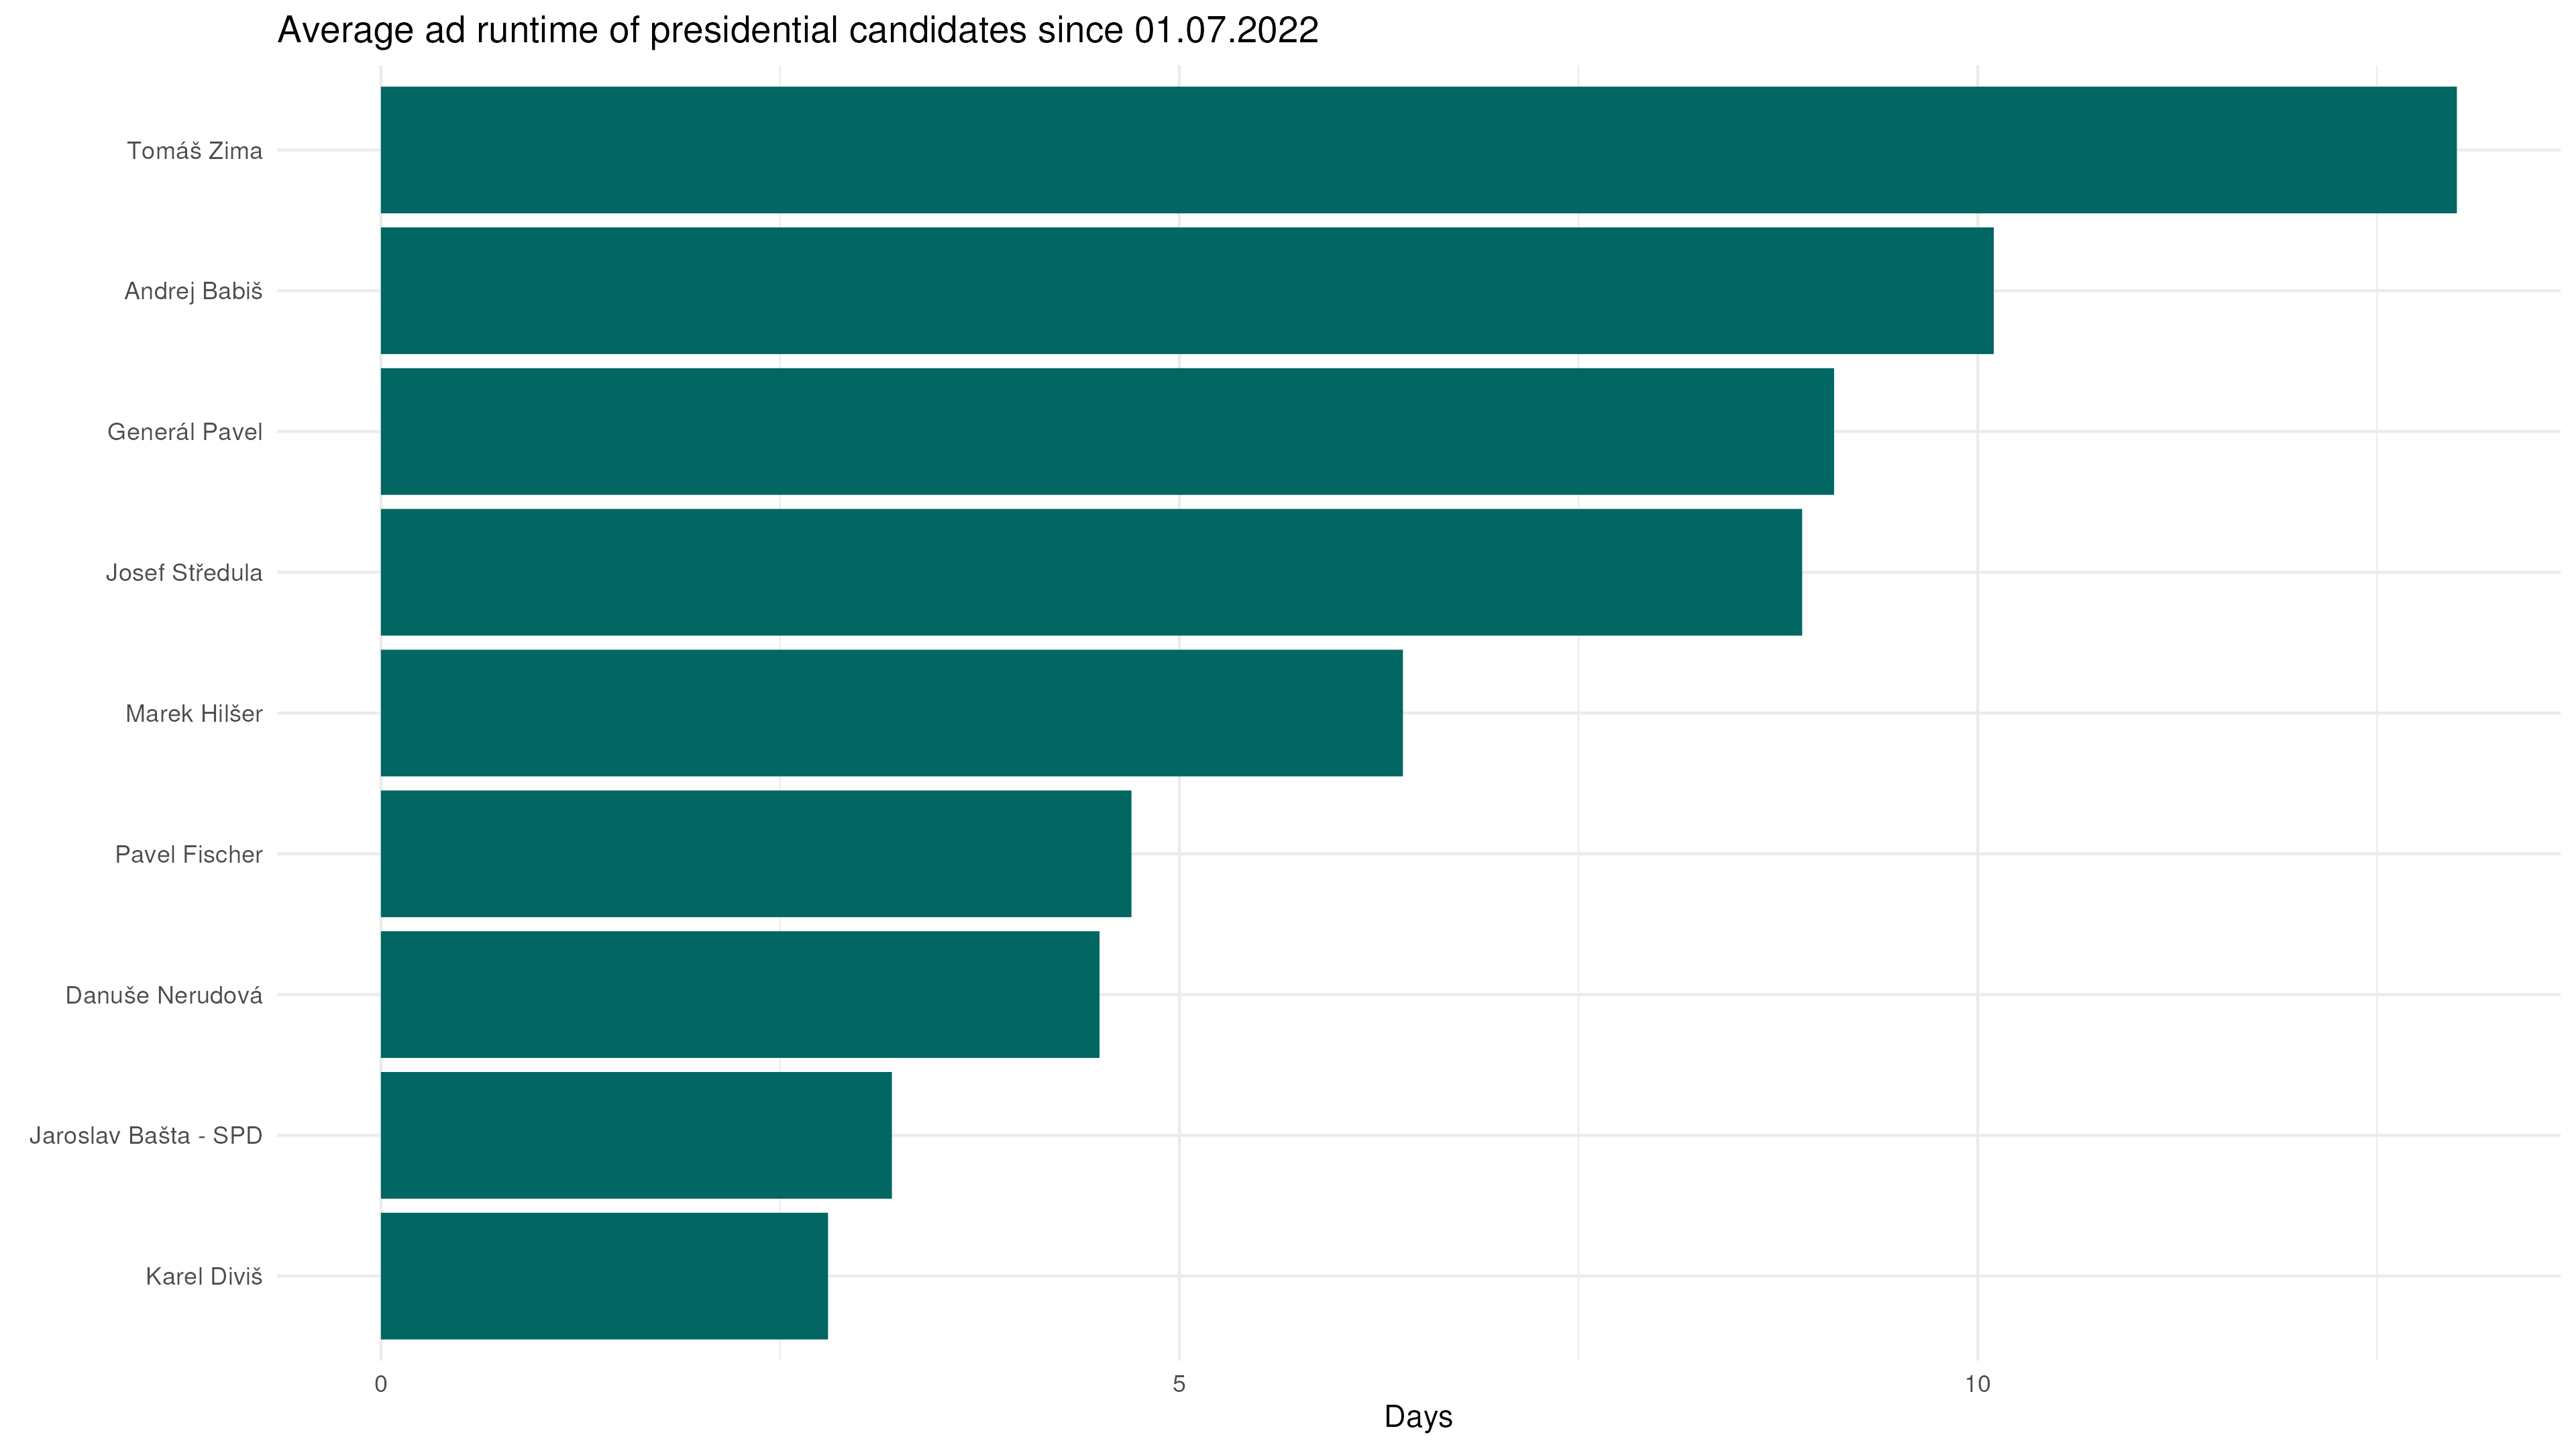 Average ad runtime of presidential candidates since 01.07.2022
Tomáš Zima
Andrej Babiš
Generál Pavel
Josef Středula
Marek Hilšer
Pavel Fischer
Danuše Nerudová
Jaroslav Bašta - SPD
Karel Diviš
0 5 10
Days